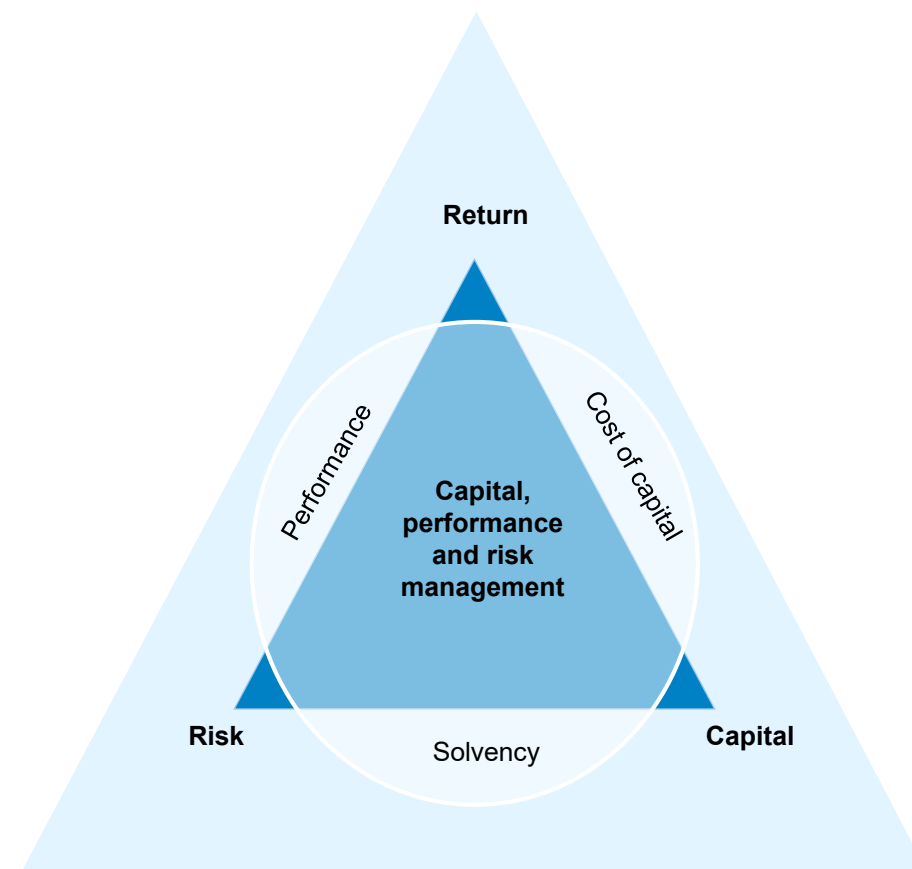 Return
Performance
Cost of capital
Capital,
performance
and risk
management
Risk
Capital
Solvency